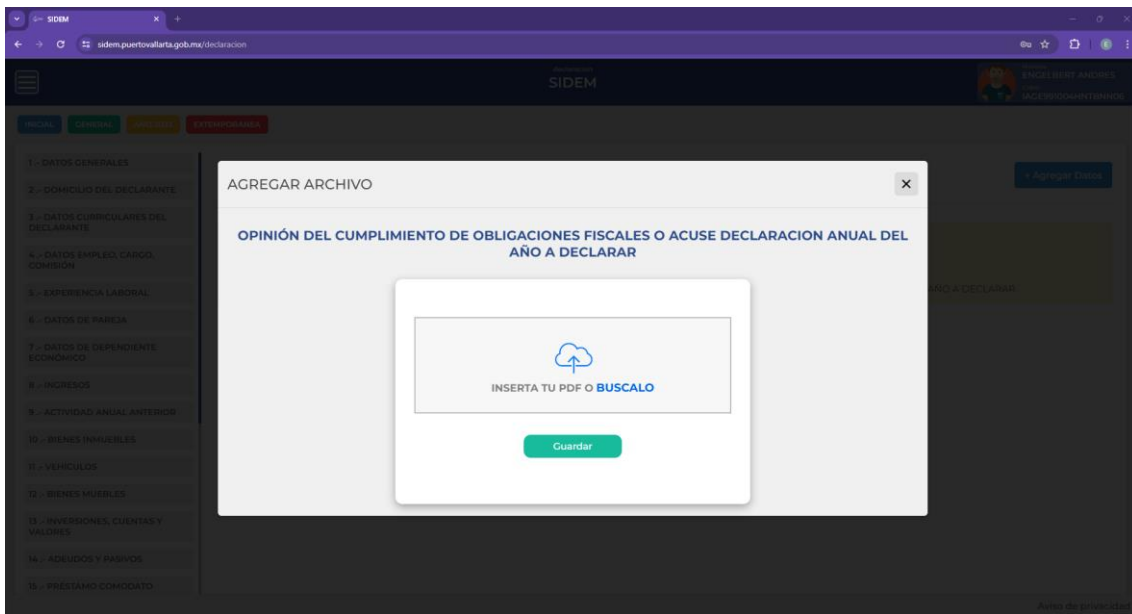 SIDEM
sidem.puertovallarta.gob.mx/declaracion
SIDEM
ENGELBERT ANDRES
INICIAL GENERAL EXTEMPORANEA
1.- DATOS GENERALES
2.- DOMICILIO DEL DECLARANTE
3.- DATOS CURRICULARES DEL
DECLARANTE
4.- DATOS EMPLEO, CARGO,
COMISIÓN
5.- EXPERIENCIA LABORAL
6.- DATOS DE PAREJA
7.- DATOS DE DEPENDIENTE
ECONÓMICO
8.- INGRESOS
9.- ACTIVIDAD ANUAL ANTERIOR
10.- BIENES INMUEBLES
11.- VEHICULOS
12.- BIENES MUEBLES
13.- INVERSIONES, CUENTAS Y
VALORES
14.- ADEUDOS Y PASIVOS
15.- PRESTAMO COMODATO
+ Agregar Datos
AÑO A DECLARAR
AGREGAR ARCHIVO
OPINIÓN DEL CUMPLIMIENTO DE OBLIGACIONES FISCALES O ACUSE DECLARACION ANUAL DEL
AÑO A DECLARAR
INSERTA TU PDF O BUSCALO
Guardar
Aviso de privacidad